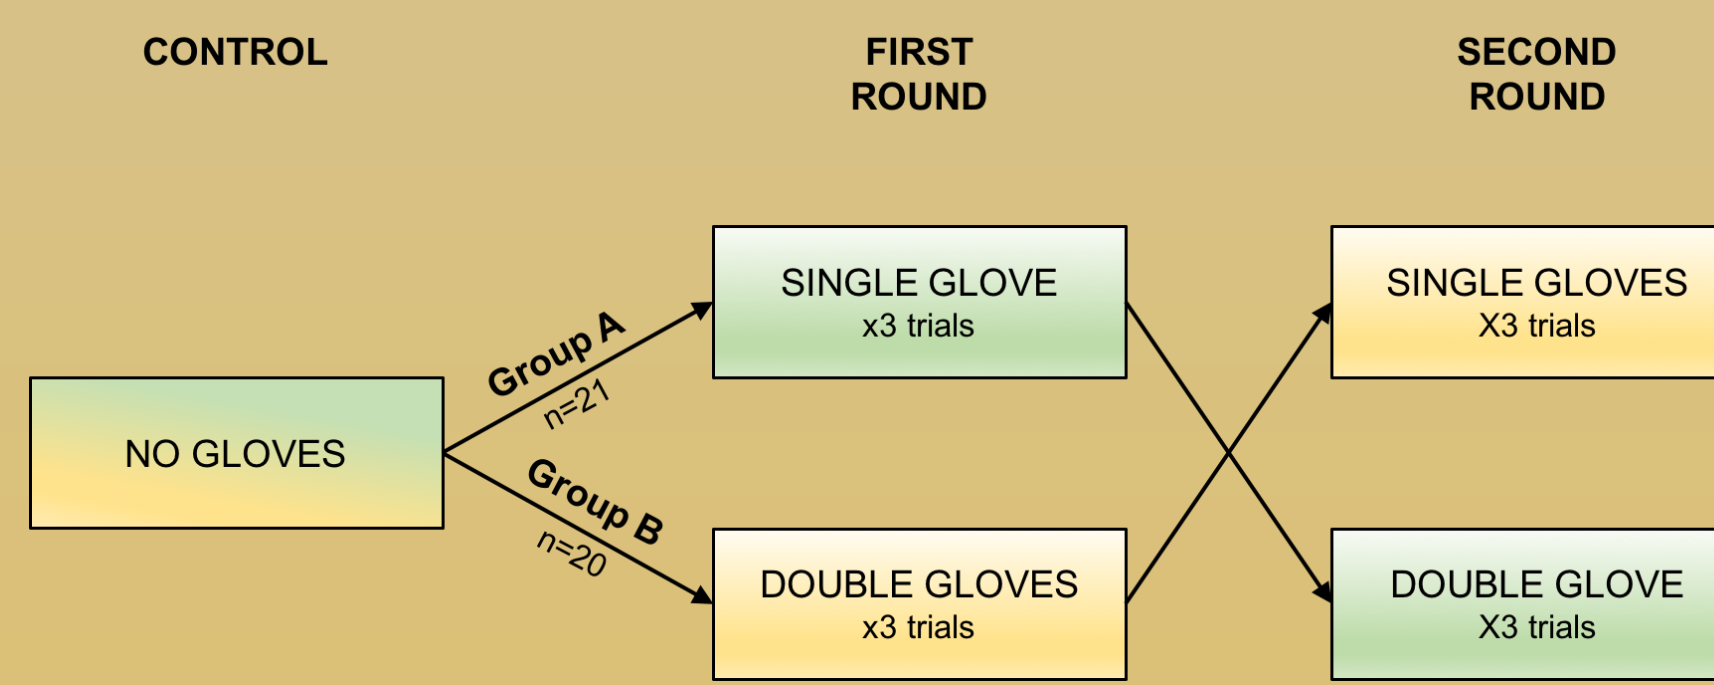 CONTROL
FIRST
ROUND
SECOND
ROUND
NO GLOVES
Group A
n=21
Group B
n=20
SINGLE GLOVE
x3 trials
DOUBLE GLOVES
x3 trials
SINGLE GLOVES
X3 trials
DOUBLE GLOVE
X3 trials